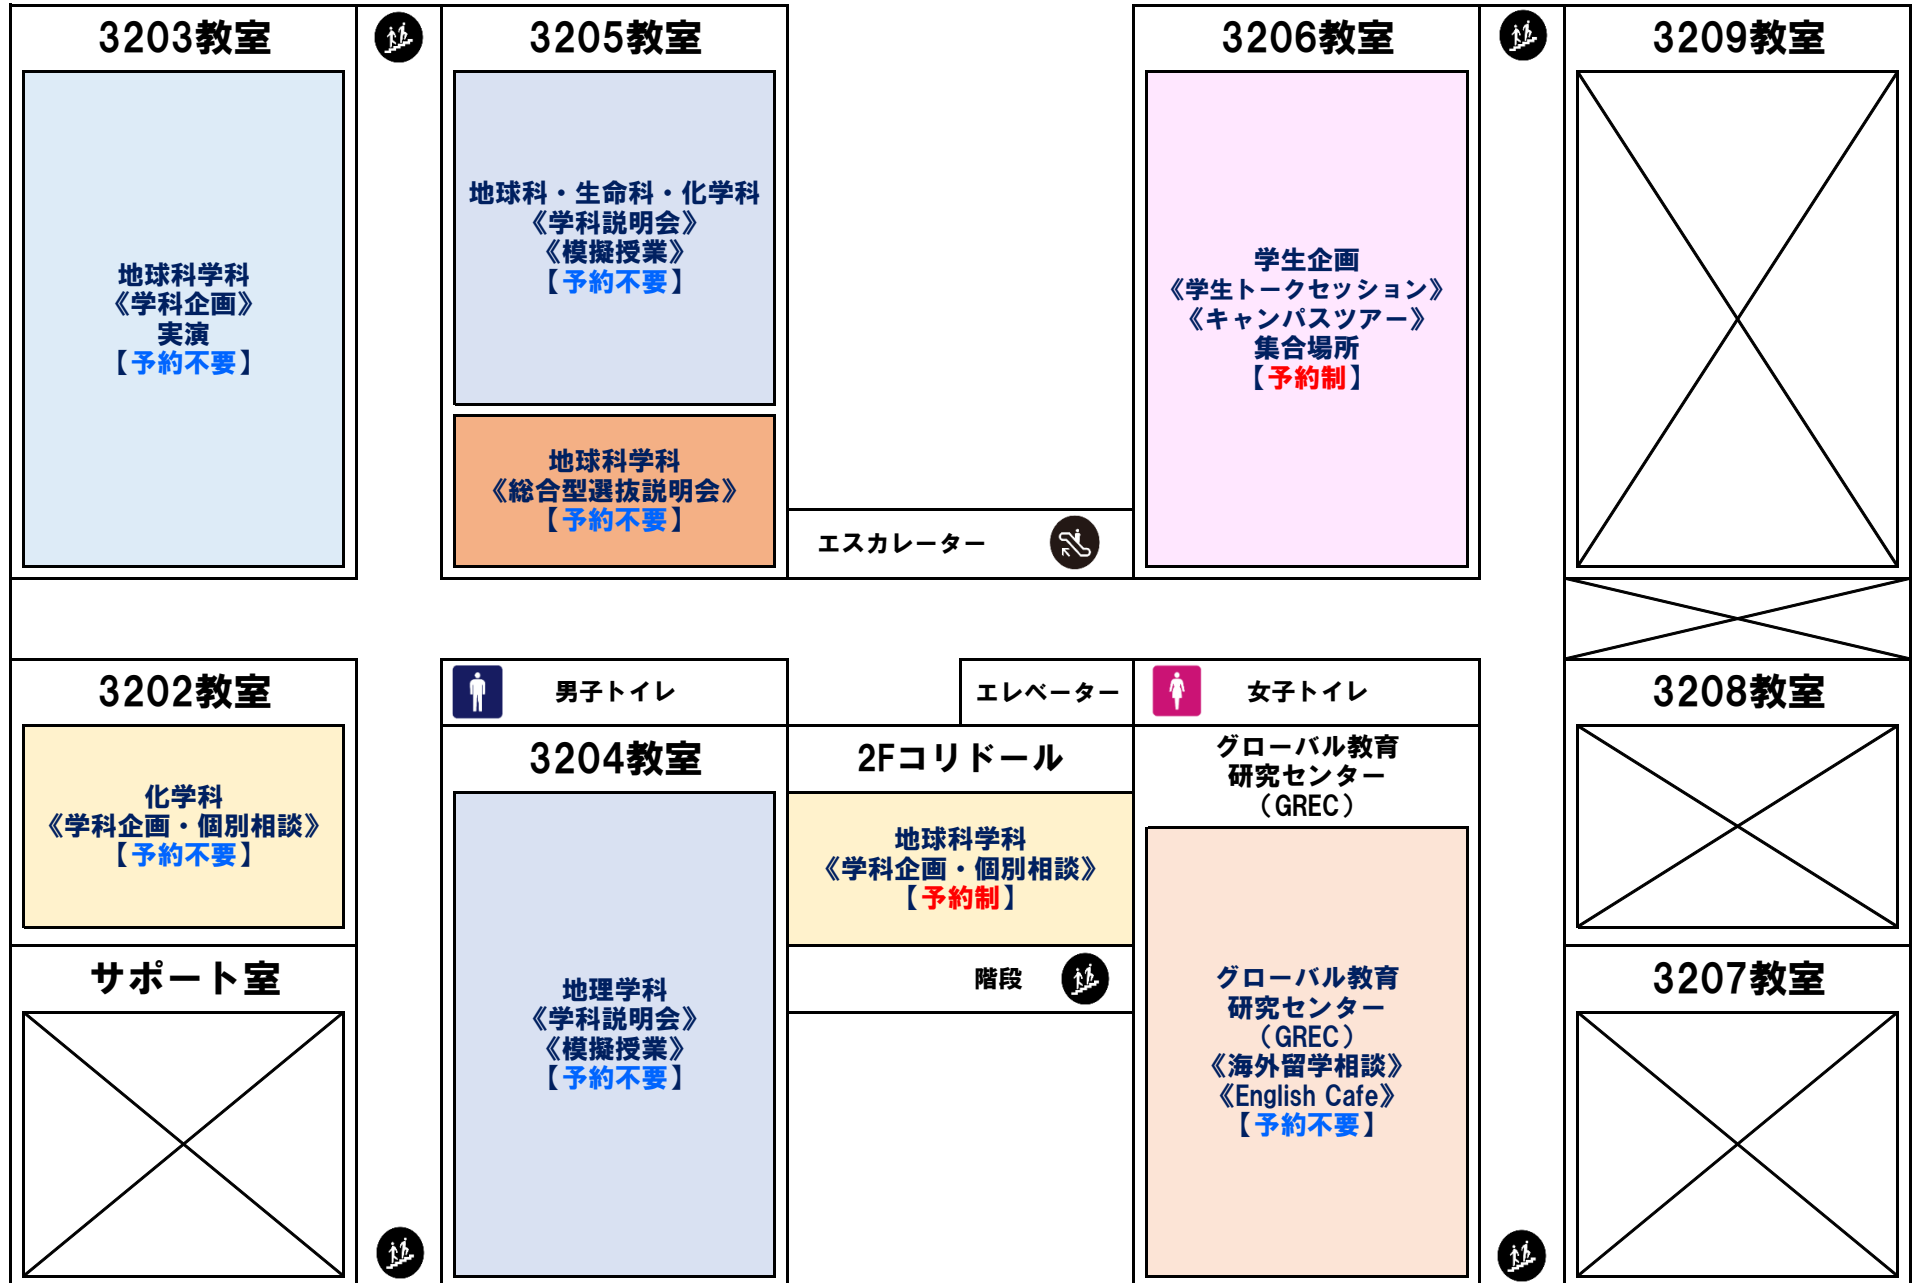 3203教室
地球科学科
《学科企画》
実演
【予約不要】
3205教室
地球科・生命科・化学科
《学科説明会》
《模擬授業》
【予約不要】
地球科学科
《総合型選抜説明会》
【予約不要】
エスカレーター
3206教室
学生企画
《学生トークセッション》
《キャンパスツアー》
集合場所
【予約制】
3209教室
3202教室
化学科
《学科企画・個別相談》
【予約不要】
サポート室
男子トイレ
3204教室
地理学科
《学科説明会》
《模擬授業》
【予約不要】
エレベーター
2Fコリドール
地球科学科
《学科企画・個別相談》
【予約制】
階段
女子トイレ
グローバル教育
研究センター
（GREC）
グローバル教育
研究センター
（GREC）
《海外留学相談》
《English Cafe》
【予約不要】
3208教室
3207教室